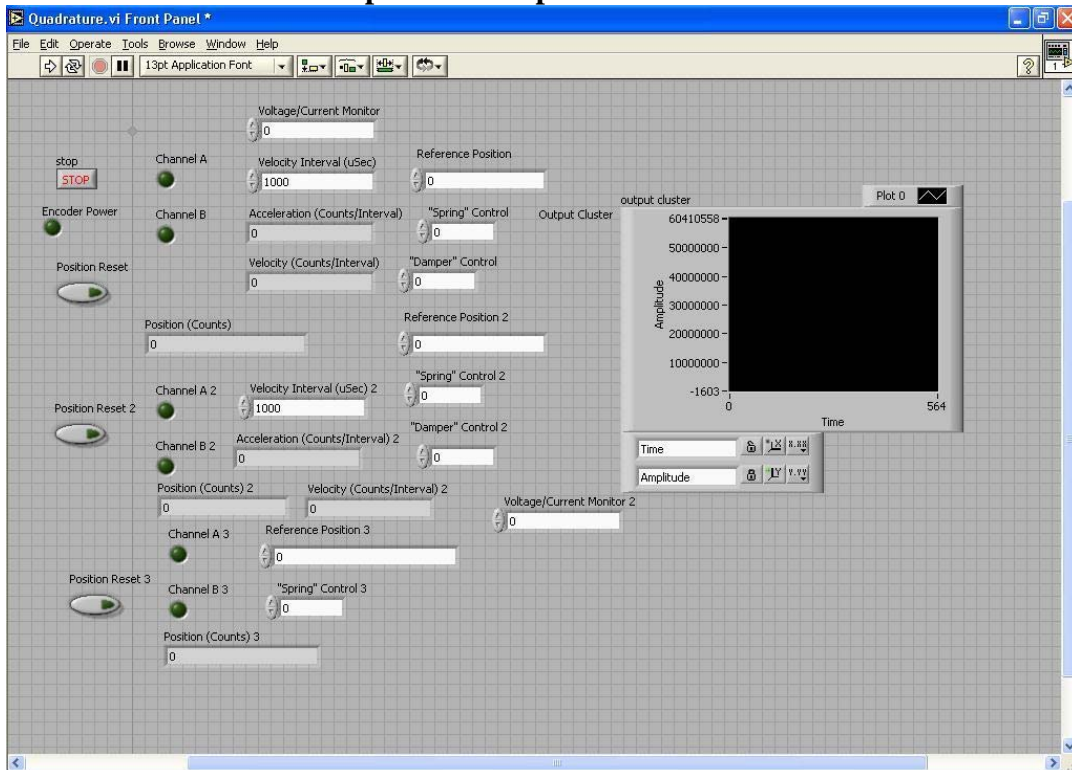 Quadrature.vi Front Panel *
File Edit Operate Tools Browse Window Help
13pt Application Font
1
Voltage/Current Monitor
0
stop
STOP
Channel A
Velocity Interval (uSec)
1000
Reference Position
0
Encoder Power
Channel B
Acceleration (Counts/Interval)
0
"Spring" Control
0
Output Cluster
Position Reset
Velocity (Counts/Interval)
0
"Damper" Control
0
Position (Counts)
0
Reference Position 2
0
Position Reset 2
Channel A 2
Velocity Interval (uSec) 2
1000
"Spring" Control 2
0
Channel B 2
Acceleration (Counts/Interval) 2
0
"Damper" Control 2
0
Position (Counts) 2
0
Velocity (Counts/Interval) 2
0
Voltage/Current Monitor 2
0
Channel A 3
Reference Position 3
0
Position Reset 3
Channel B 3
"Spring" Control 3
0
Position (Counts) 3
0
output cluster
Plot 0
Amplitude
60410558
50000000
40000000
30000000
20000000
10000000
-1603
0
564
Time
Time
X.XX
Amplitude
Y.YY